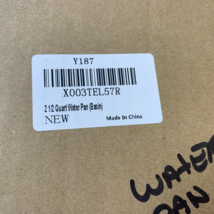 Y187
X003TEL57R
2 1/2 Quart Water Pan (Basin)
NEW Made In China
WATER
PAN